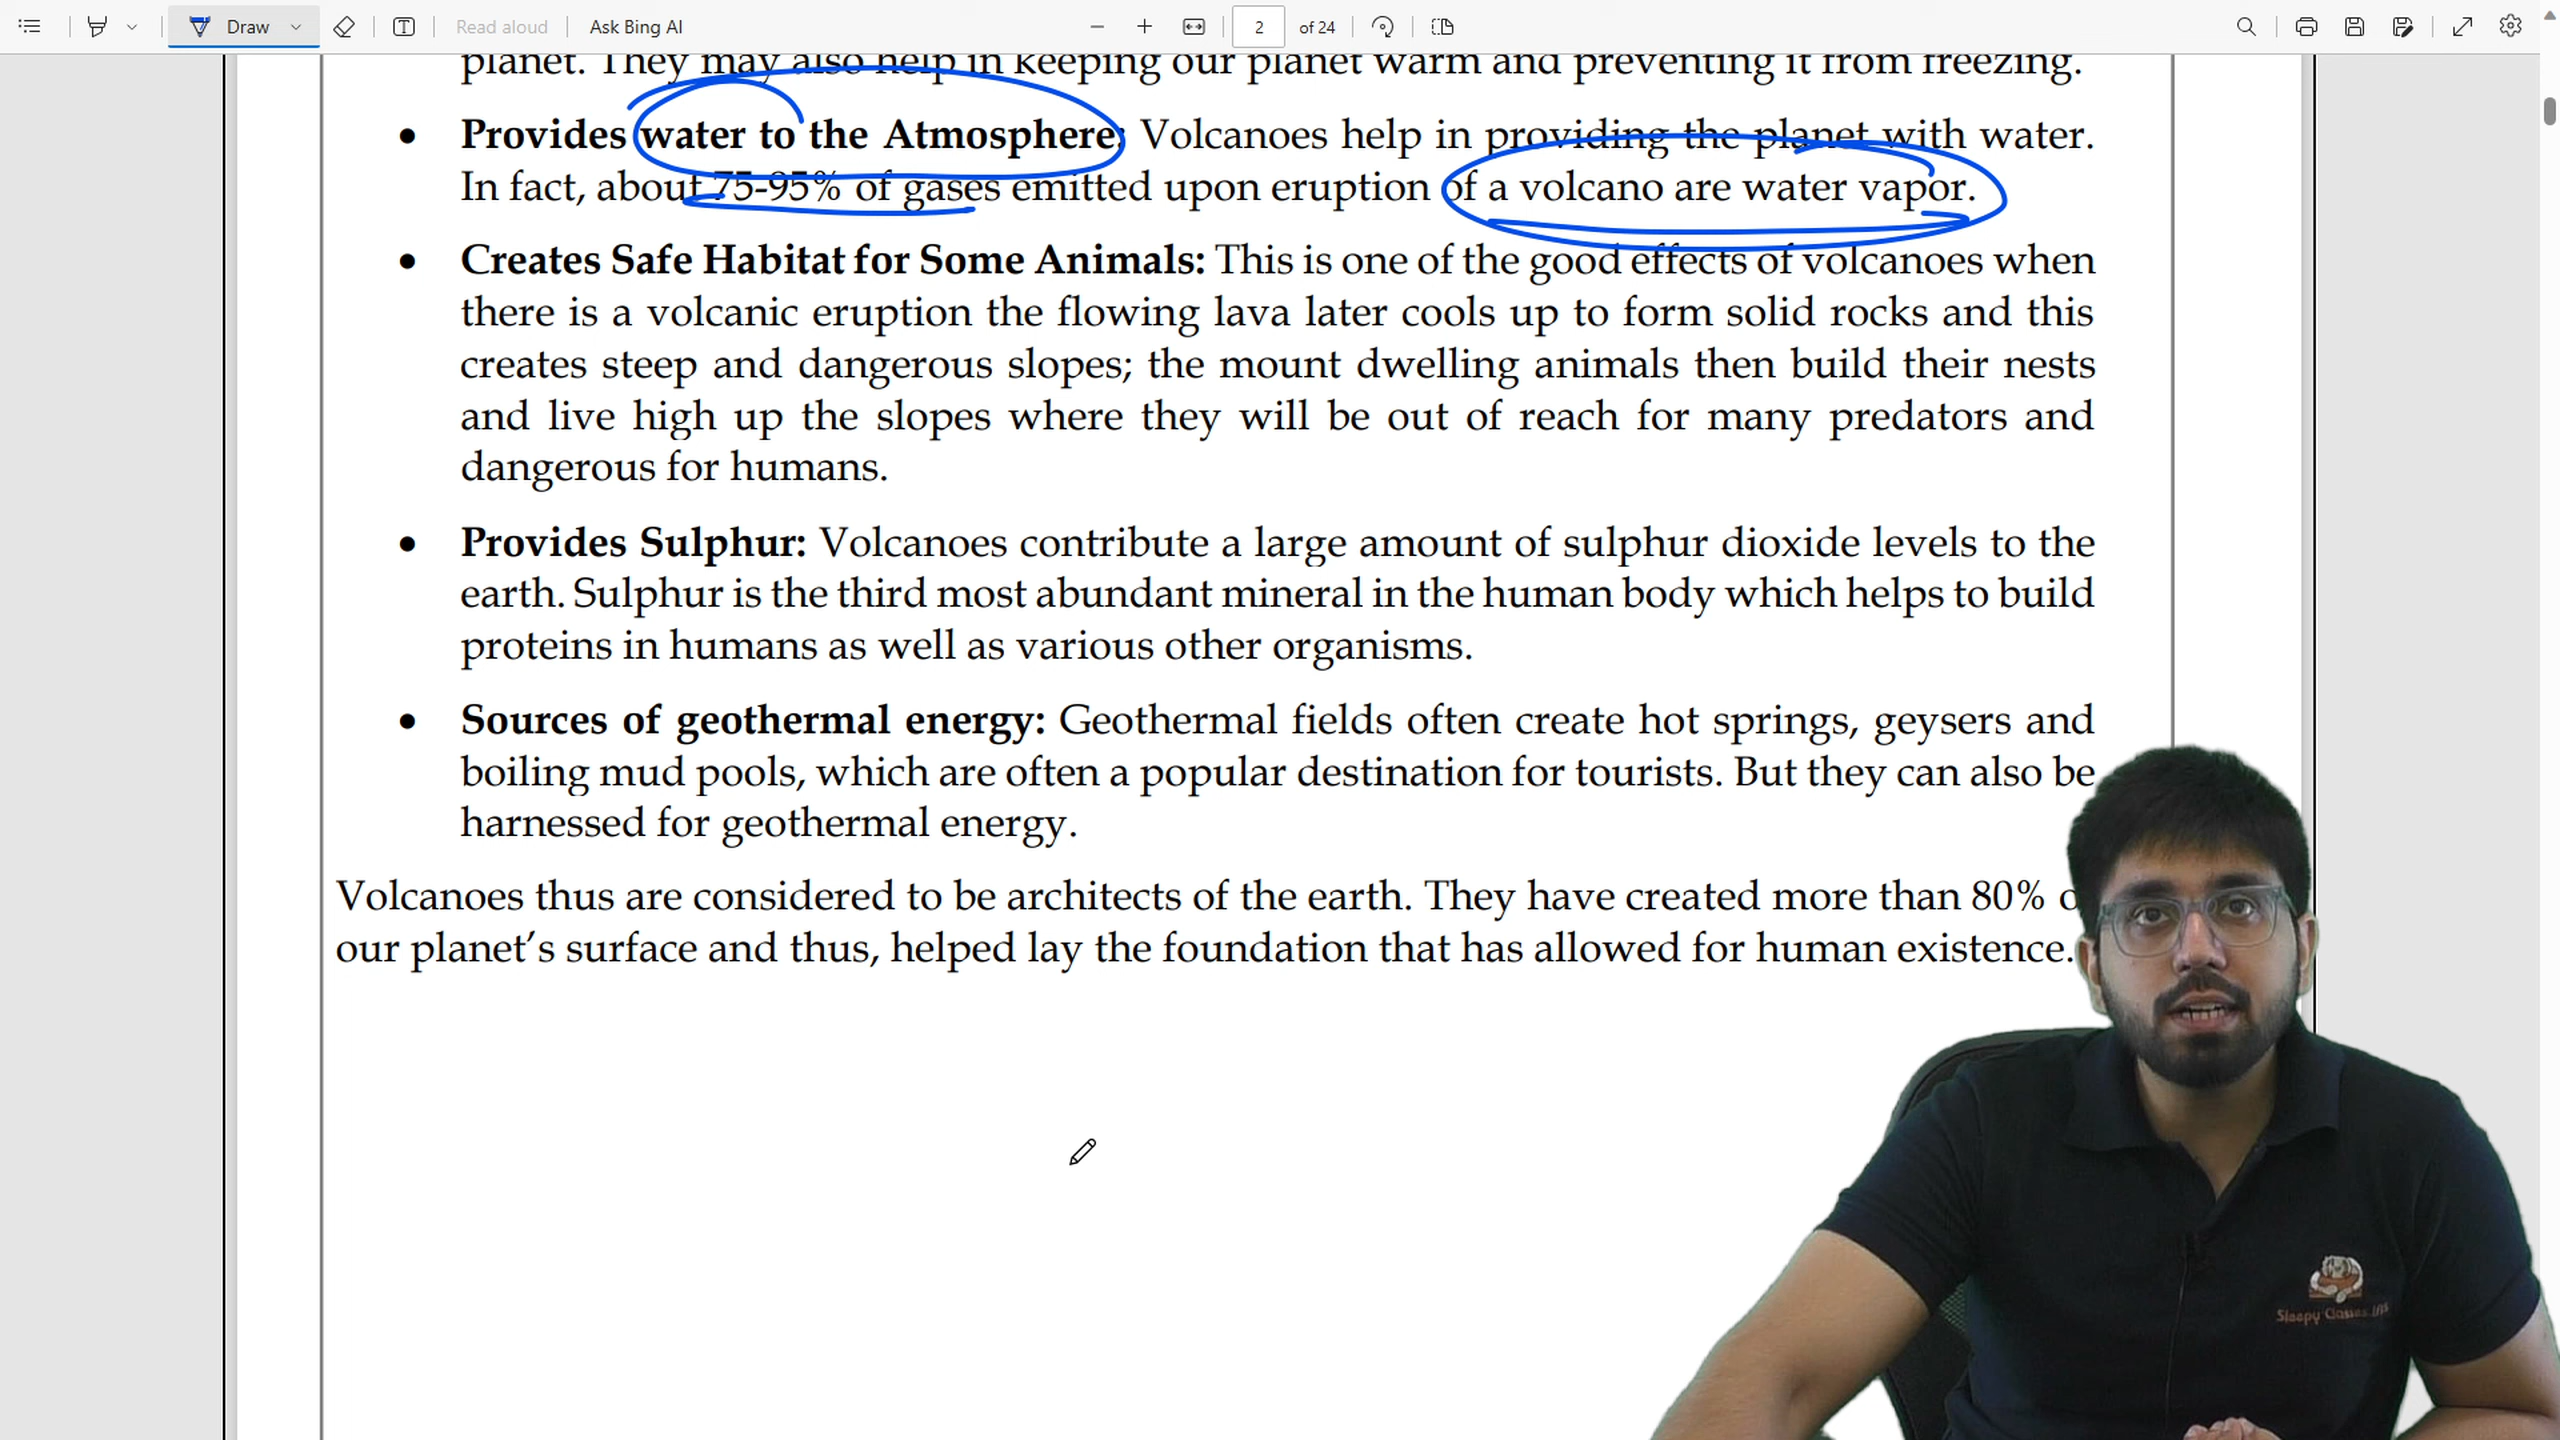 Draw
Read aloud
Ask Bing AI
2
of 24
planet. They may also help in keeping our planet warm and preventing it from freezing.
• Provides water to the Atmosphere: Volcanoes help in providing the planet with water.
In fact, about 75-95% of gases emitted upon eruption of a volcano are water vapor.
• Creates Safe Habitat for Some Animals: This is one of the good effects of volcanoes when
there is a volcanic eruption the flowing lava later cools up to form solid rocks and this
creates steep and dangerous slopes; the mount dwelling animals then build their nests
and live high up the slopes where they will be out of reach for many predators and
dangerous for humans.
• Provides Sulphur: Volcanoes contribute a large amount of sulphur dioxide levels to the
earth. Sulphur is the third most abundant mineral in the human body which helps to build
proteins in humans as well as various other organisms.
• Sources of geothermal energy: Geothermal fields often create hot springs, geysers and
boiling mud pools, which are often a popular destination for tourists. But they can also be
harnessed for geothermal energy.
Volcanoes thus are considered to be architects of the earth. They have created more than 80%
our planet's surface and thus, helped lay the foundation that has allowed for human existence.
Sleepy Classes IAS